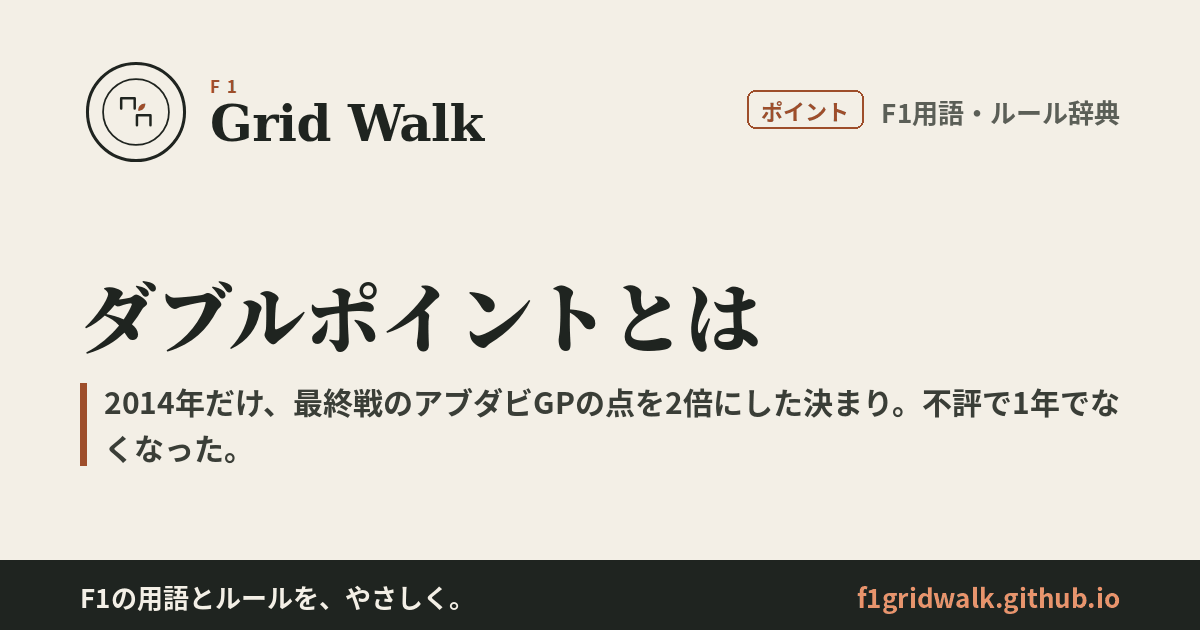 F1
Grid Walk
ポイント
F1用語・ルール辞典
ダブルポイントとは
2014年だけ、最終戦のアブダビGPの点を2倍にした決まり。不評で1年でな
くなった。
F1の用語とルールを、やさしく。
f1gridwalk.github.io